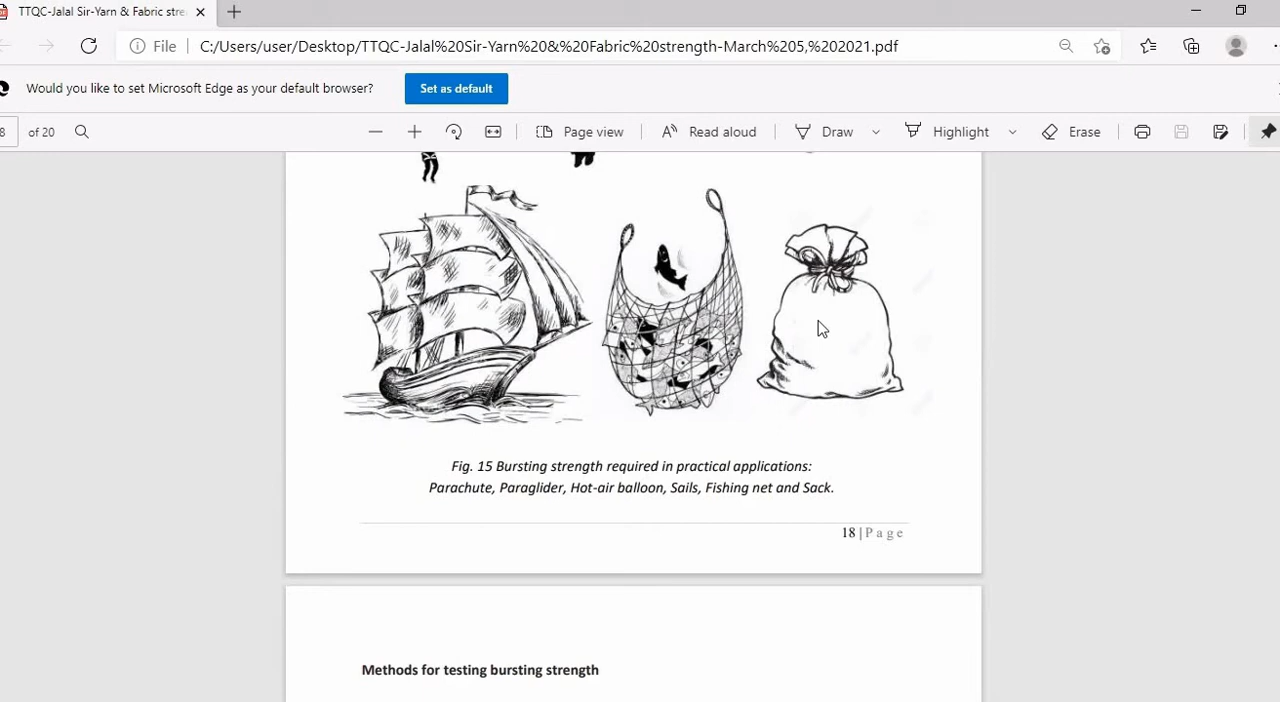 TTQC-Jalal Sir-Yarn & Fabric stre
File
C:/Users/user/Desktop/TTQC-Jalal%20Sir-Yarn%20&%20Fabric%20strength-March%205,%202021.pdf
Would you like to set Microsoft Edge as your default browser?
Set as default
8 of 20
Page view
Read aloud
Draw
Highlight
Erase
Fig. 15 Bursting strength required in practical applications:
Parachute, Paraglider, Hot-air balloon, Sails, Fishing net and Sack.
18|Page
Methods for testing bursting strength